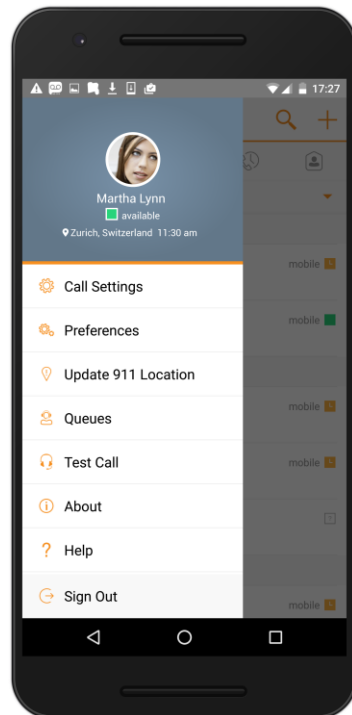 17:27
Martha Lynn
available
Zurich, Switzerland 11:30 am
Call Settings
mobile
Preferences
mobile
Update 911 Location
Queues
mobile
Test Call
mobile
About
Help
Sign Out
mobile